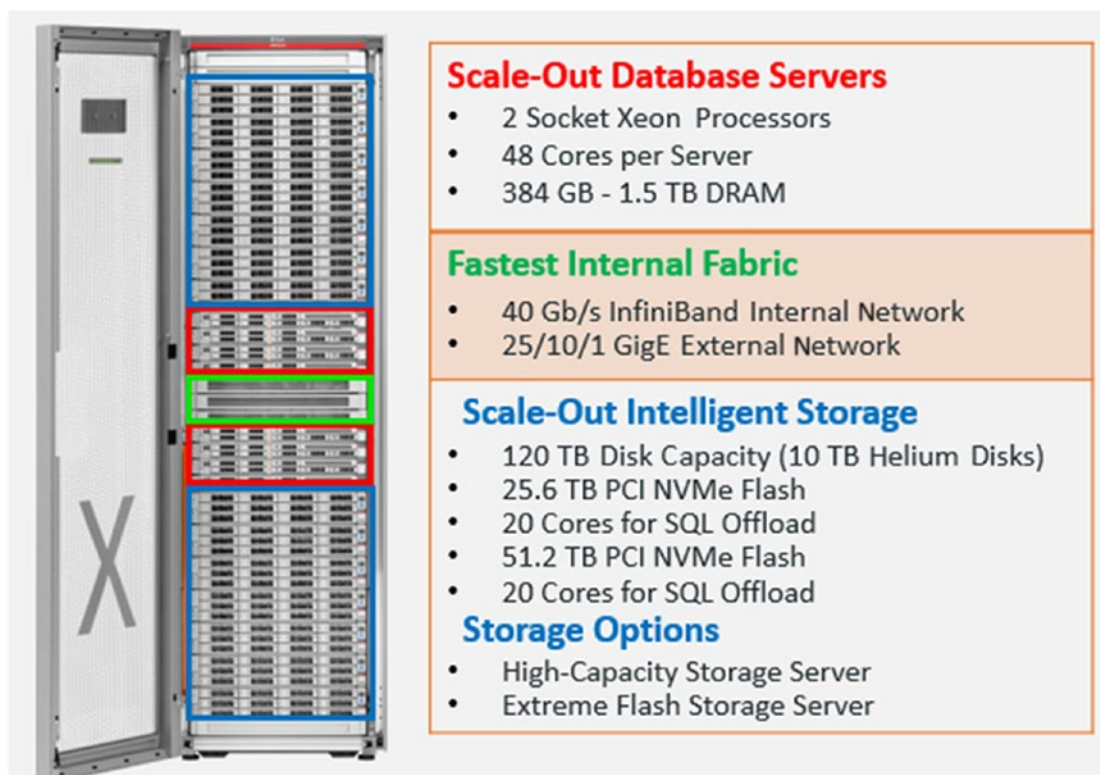 Scale-Out Database Servers
• 2 Socket Xeon Processors
• 48 Cores per Server
• 384 GB - 1.5 TB DRAM
Fastest Internal Fabric
• 40 Gb/s InfiniBand Internal Network
• 25/10/1 GigE External Network
Scale-Out Intelligent Storage
• 120 TB Disk Capacity (10 TB Helium Disks)
• 25.6 TB PCI NVMe Flash
• 20 Cores for SQL Offload
• 51.2 TB PCI NVMe Flash
• 20 Cores for SQL Offload
Storage Options
• High-Capacity Storage Server
• Extreme Flash Storage Server
X